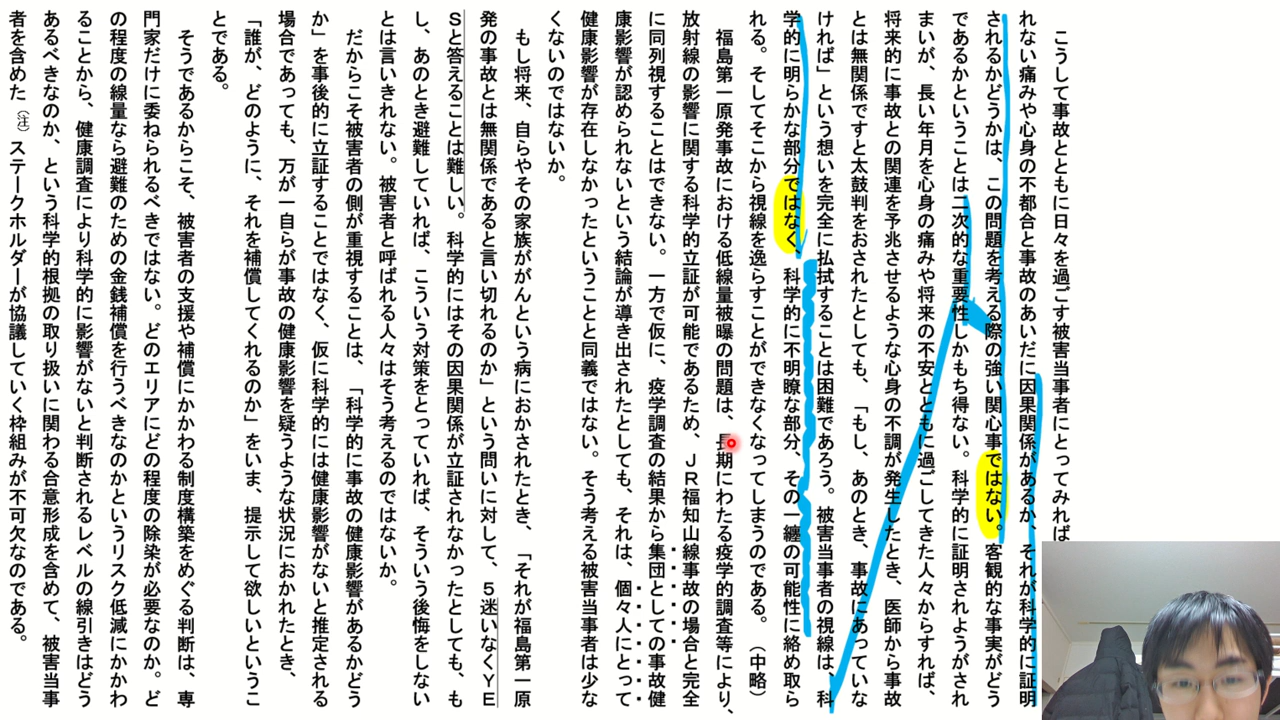 こうして事故とともに日々を過ごす被害当事者にとってみれば
れない痛みや心身の不都合と事故のあいだに因果関係があるか、それが科学的に証明
されるかどうかは、この問題を考える際の強い関心事ではない。客観的な事実がどう
であるかということは二次的な重要性しかもち得ない。科学的に証明されようがされ
まいが、長い年月を心身の痛みや将来の不安とともに過ごしてきた人々からすれば、
将来的に事故との関連を予兆させるような心身の不調が発生したとき、医師から事故
とは無関係ですと太鼓判をおされたとしても、「もし、あのとき、事故にあっていな
ければ」という想いを完全に払拭することは困難であろう。被害当事者の視線は、科
学的に明らかな部分ではなく、科学的に不明瞭な部分、その一纏の可能性に絡め取ら
れる。そしてそこから視線を逸らすことができなくなってしまうのである。（中略）
福島第一原発事故における低線量被曝の問題は、長期にわたる疫学的調査等により、
放射線の影響に関する科学的立証が可能であるため、ＪＲ福知山線事故の場合と完全
に同列視することはできない。一方で仮に、疫学調査の結果から集団としての事故健
康影響が認められないという結論が導き出されたとしても、それは、個々人にとって
健康影響が存在しなかったということと同義ではない。そう考える被害当事者は少な
くないのではないか。
もし将来、自らやその家族ががんという病におかされたとき、「それが福島第一原
発の事故とは無関係であると言い切れるのか」という問いに対して、５迷いなくＹＥ
Ｓと答えることは難しい。科学的にはその因果関係が立証されなかったとしても、も
し、あのとき避難していれば、こういう対策をとっていれば、そういう後悔をしない
とは言いきれない。被害者と呼ばれる人々はそう考えるのではないか。
だからこそ被害者の側が重視することは、「科学的に事故の健康影響があるかどう
か」を事後的に立証することではなく、仮に科学的には健康影響がないと推定される
場合であっても、万が一自らが事故の健康影響を疑うような状況におかれたとき、
「誰が、どのように、それを補償してくれるのか」をいま、提示して欲しいというこ
とである。
そうであるからこそ、被害者の支援や補償にかかわる制度構築をめぐる判断は、専
門家だけに委ねられるべきではない。どのエリアにどの程度の除染が必要なのか。ど
の程度の線量なら避難のための金銭補償を行うべきなのかというリスク低減にかかわ
ることから、健康調査により科学的に影響がないと判断されるレベルの線引きはどう
あるべきなのか、という科学的根拠の取り扱いに関わる合意形成を含めて、被害当事
者を含めた（注）ステークホルダーが協議していく枠組みが不可欠なのである。